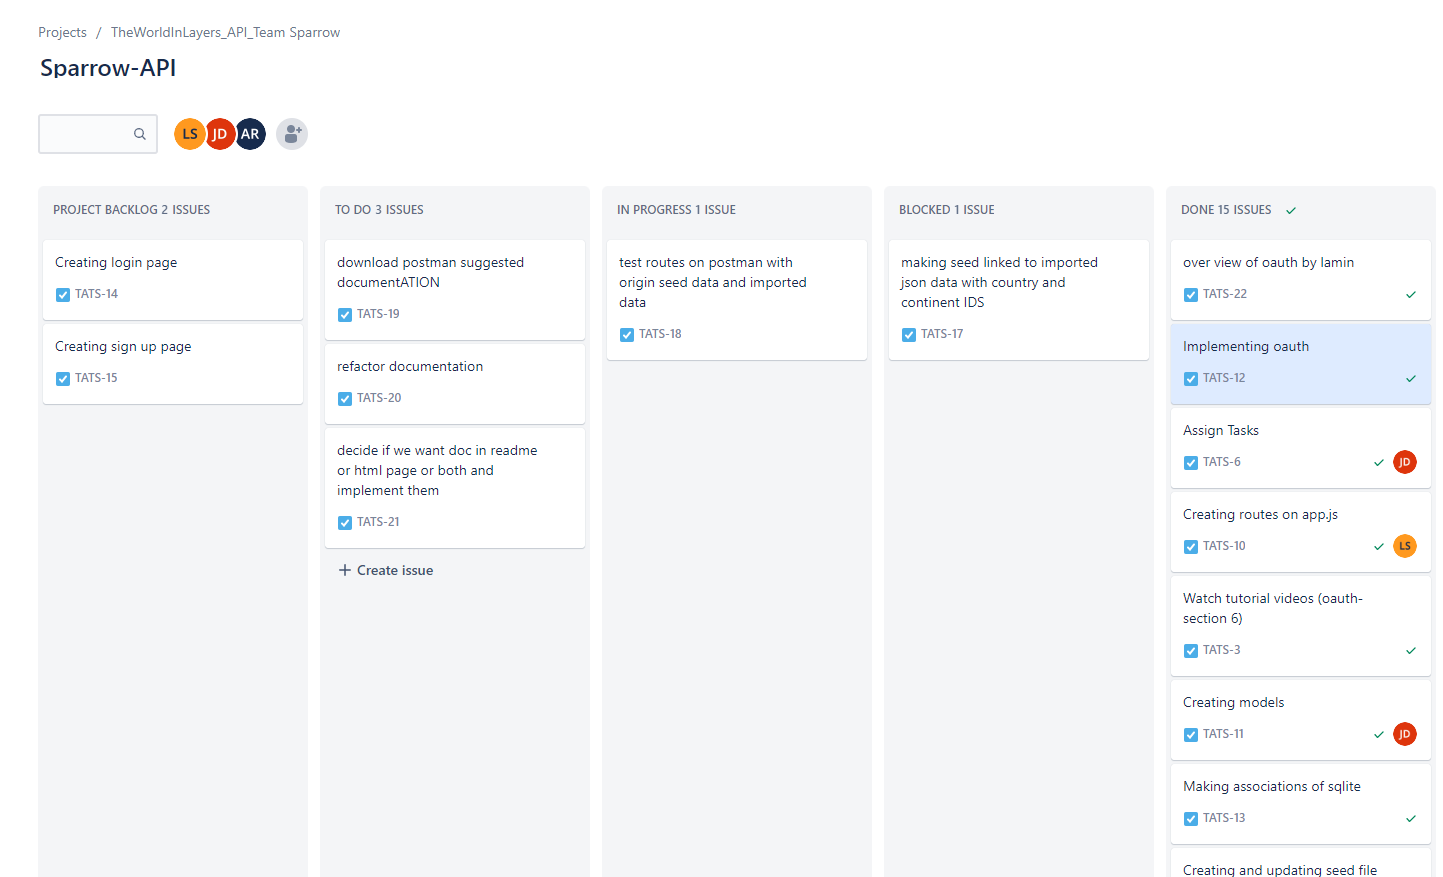 Projects / TheWorldInLayers_API_Team Sparrow
Sparrow-API
LS JD AR
PROJECT BACKLOG 2 ISSUES
Creating login page
TATS-14
Creating sign up page
TATS-15
TO DO 3 ISSUES
download postman suggested
documentATION
TATS-19
refactor documentation
TATS-20
decide if we want doc in readme
or html page or both and
implement them
TATS-21
+ Create issue
IN PROGRESS 1 ISSUE
test routes on postman with
origin seed data and imported
data
TATS-18
BLOCKED 1 ISSUE
making seed linked to imported
json data with country and
continent IDS
TATS-17
DONE 15 ISSUES
over view of oauth by lamin
TATS-22
Implementing oauth
TATS-12
Assign Tasks
TATS-6 JD
Creating routes on app.js
TATS-10 LS
Watch tutorial videos (oauth-
section 6)
TATS-3
Creating models
TATS-11 JD
Making associations of sqlite
TATS-13
Creating and updating seed file